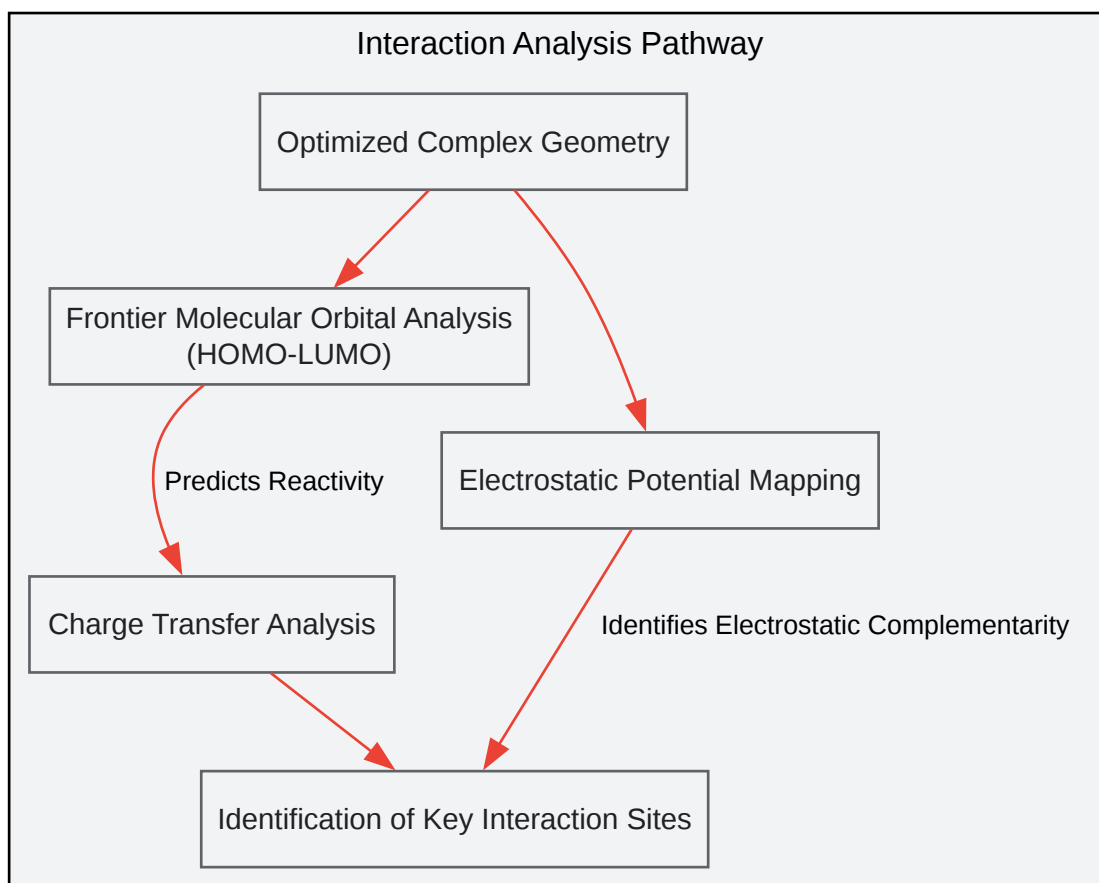 Interaction Analysis Pathway
Optimized Complex Geometry
Frontier Molecular Orbital Analysis
(HOMO-LUMO)
Predicts Reactivity
Electrostatic Potential Mapping
Charge Transfer Analysis
Identifies Electrostatic Complementarity
Identification of Key Interaction Sites